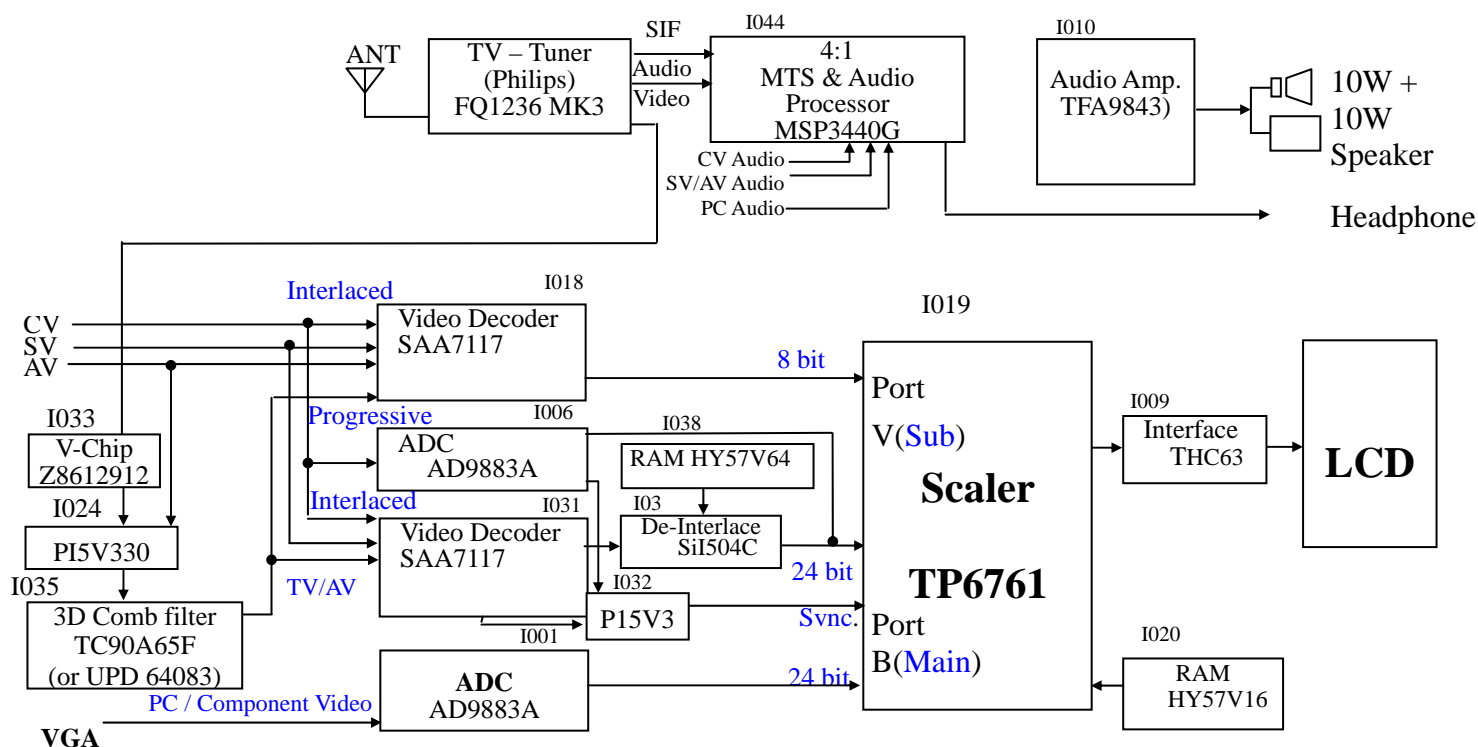 I044
I010
ANT
TV – Tuner
(Philips)
FQ1236 MK3
SIF
Audio
Video
4:1
MTS & Audio
Processor
MSP3440G
CV Audio
SV/AV Audio
PC Audio
Audio Amp.
TFA9843)
10W +
10W
Speaker
Headphone
CV
SV
AV
Interlaced
I018
Video Decoder
SAA7117
8 bit
I019
I033
V-Chip
Z8612912
Progressive
I006
ADC
AD9883A
I038
RAM HY57V64
Port
V(Sub)
Scaler
TP6761
Port
B(Main)
I009
Interface
THC63
LCD
I024
PI5V330
Interlaced
I031
Video Decoder
SAA7117
I03
De-Interlace
SiI504C
24 bit
I035
3D Comb filter
TC90A65F
(or UPD 64083)
TV/AV
I032
P15V3
Svnc.
I001
ADC
AD9883A
24 bit
I020
RAM
HY57V16
PC / Component Video
VGA